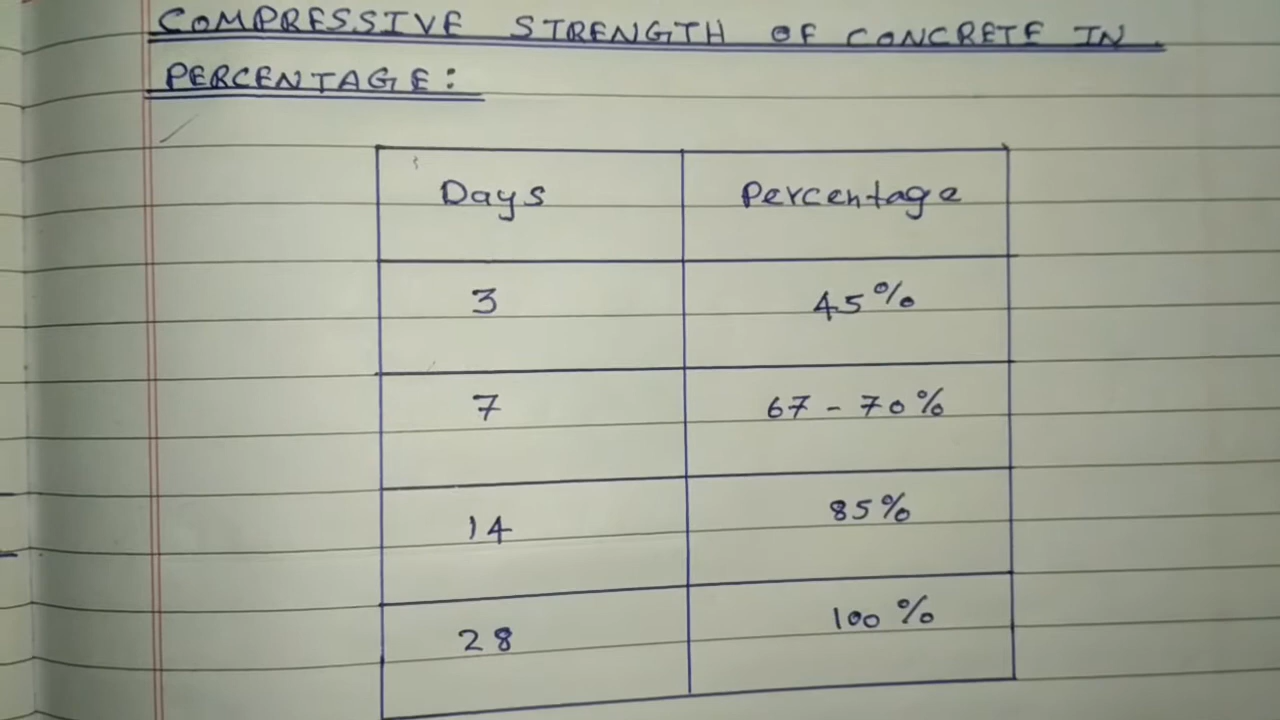 COMPRESSIVE STRENGTH OF CONCRETE IN
PERCENTAGE:
Days Percentage
3 45%
7 67 - 70%
14 85%
28 100%